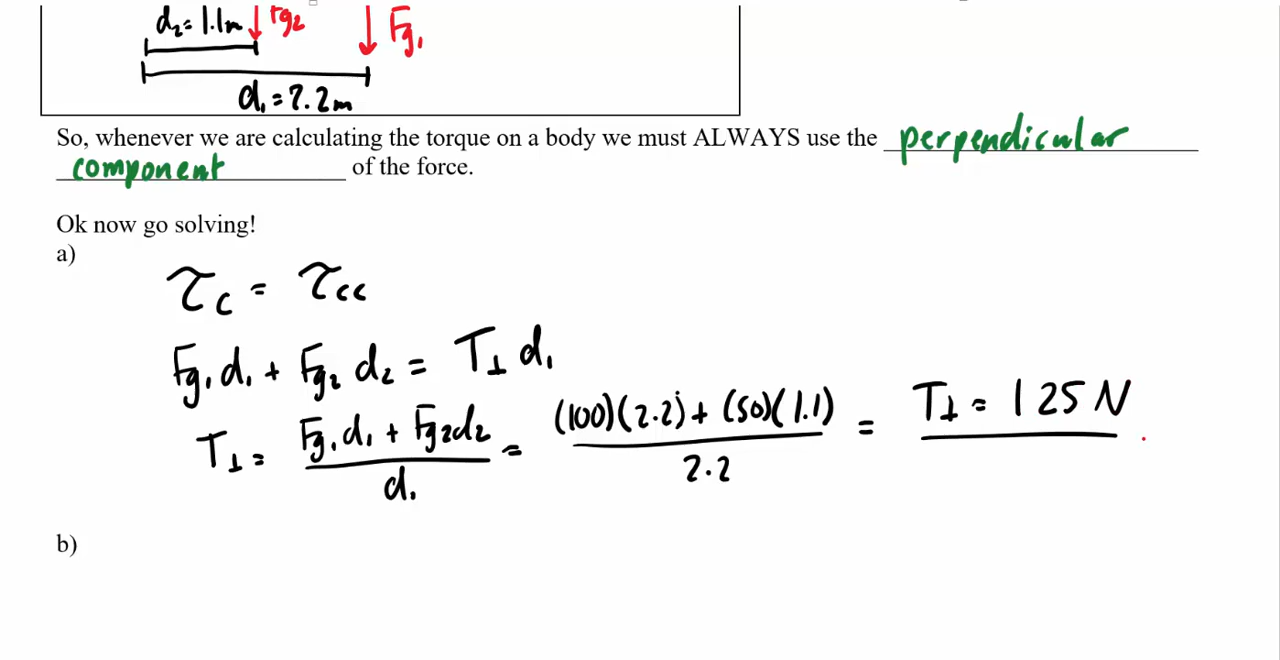 d₂= 1.1m Fg₂ Fg₁
d₁ = 2.2m
So, whenever we are calculating the torque on a body we must ALWAYS use the perpendicular
component of the force.
Ok now go solving!
a)
τc = τcc
Fg₁d₁ + Fg₂ d₂ = T⊥ d₁
T⊥ = (Fg₁d₁ + Fg₂d₂) / d₁ = ((100)(2.2) + (50)(1.1)) / 2.2 = T⊥ = 125 N
b)